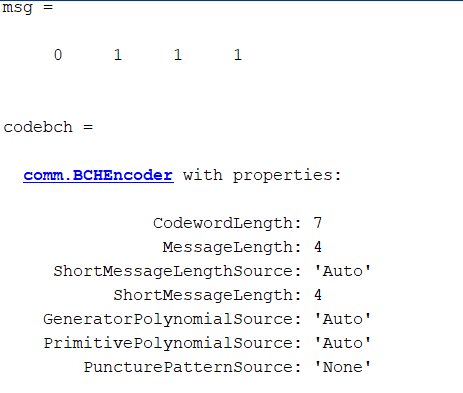 msg =
0 1 1 1
codebch =
comm.BCHEncoder with properties:
CodewordLength: 7
MessageLength: 4
ShortMessageLengthSource: 'Auto'
ShortMessageLength: 4
GeneratorPolynomialSource: 'Auto'
PrimitivePolynomialSource: 'Auto'
PuncturePatternSource: 'None'